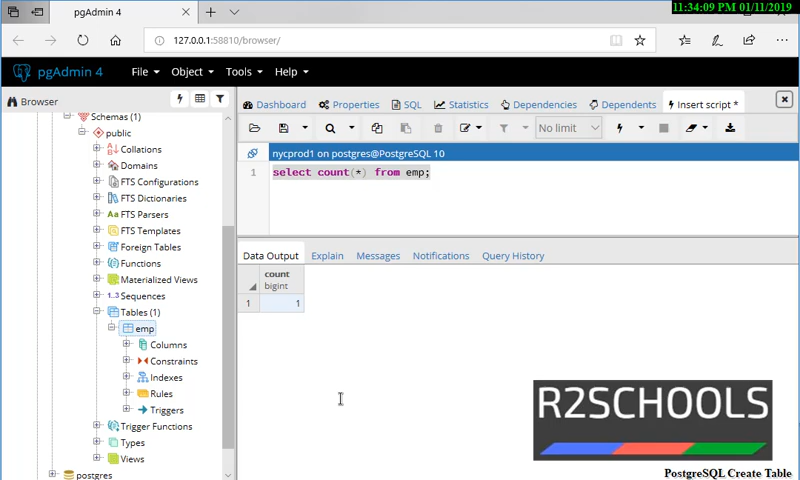 11:34:09 PM 01/11/2019
pgAdmin 4
127.0.0.1:58810/browser/
pgAdmin 4
File
Object
Tools
Help
Browser
Dashboard
Properties
SQL
Statistics
Dependencies
Dependents
Insert script *
No limit
nycprod1 on postgres@PostgreSQL 10
1
select count(*) from emp;
Schemas (1)
public
Collations
Domains
FTS Configurations
FTS Dictionaries
Aa FTS Parsers
FTS Templates
Foreign Tables
Functions
Materialized Views
1..3 Sequences
Tables (1)
emp
Columns
Constraints
Indexes
Rules
Triggers
Trigger Functions
Types
Views
postgres
Data Output
Explain
Messages
Notifications
Query History
count
bigint
1
1
R2SCHOOLS
PostgreSQL Create Table